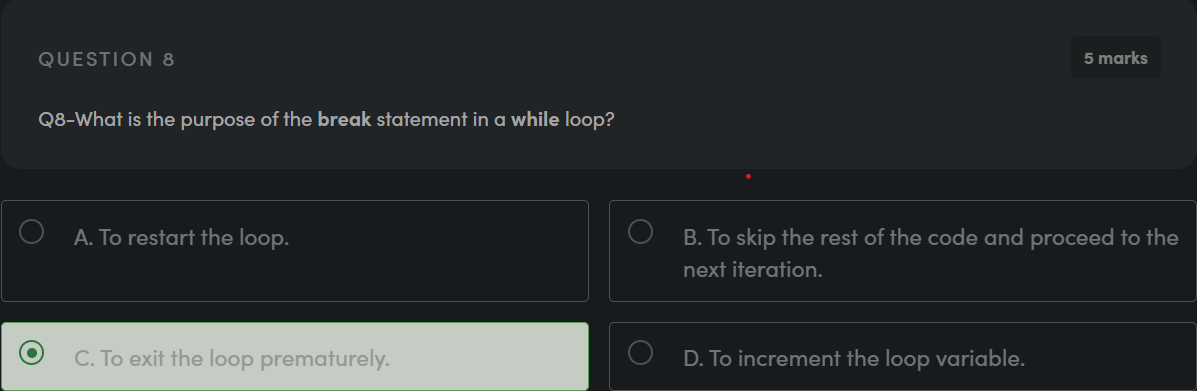 QUESTION 8
5 marks
Q8-What is the purpose of the break statement in a while loop?
A. To restart the loop.
B. To skip the rest of the code and proceed to the
next iteration.
C. To exit the loop prematurely.
D. To increment the loop variable.